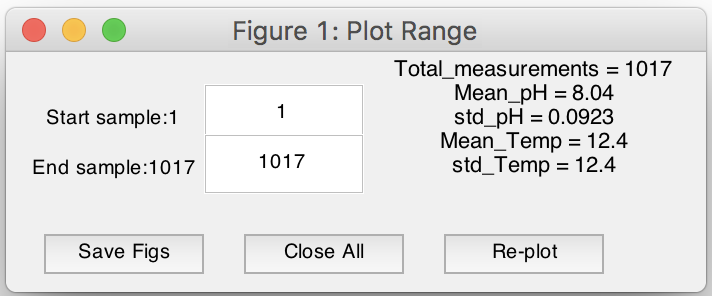 Figure 1: Plot Range
Total_measurements = 1017
Mean_pH = 8.04
std_pH = 0.0923
Mean_Temp = 12.4
std_Temp = 12.4
Start sample:1
1
End sample:1017
1017
Save Figs
Close All
Re-plot